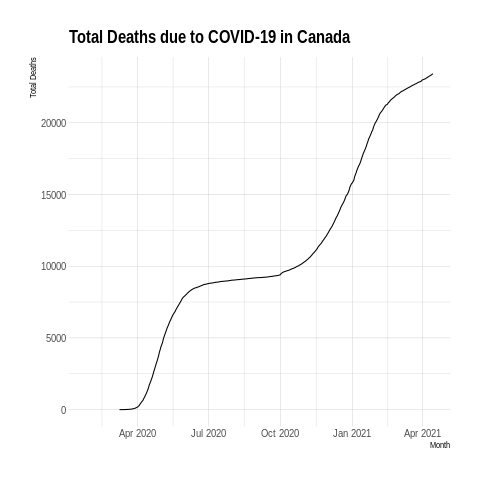 Total Deaths due to COVID-19 in Canada
Total Deaths
20000
15000
10000
5000
0
Apr 2020 Jul 2020 Oct 2020 Jan 2021 Apr 2021
Month